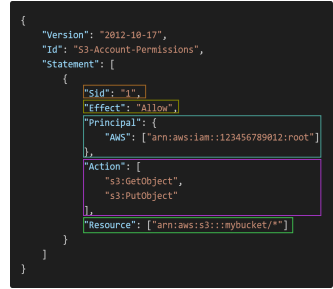 {
    "Version": "2012-10-17",
    "Id": "S3-Account-Permissions",
    "Statement": [
        {
            "Sid": "1",
            "Effect": "Allow",
            "Principal": {
                "AWS": ["arn:aws:iam::123456789012:root"]
            },
            "Action": [
                "s3:GetObject",
                "s3:PutObject"
            ],
            "Resource": ["arn:aws:s3:::mybucket/*"]
        }
    ]
}